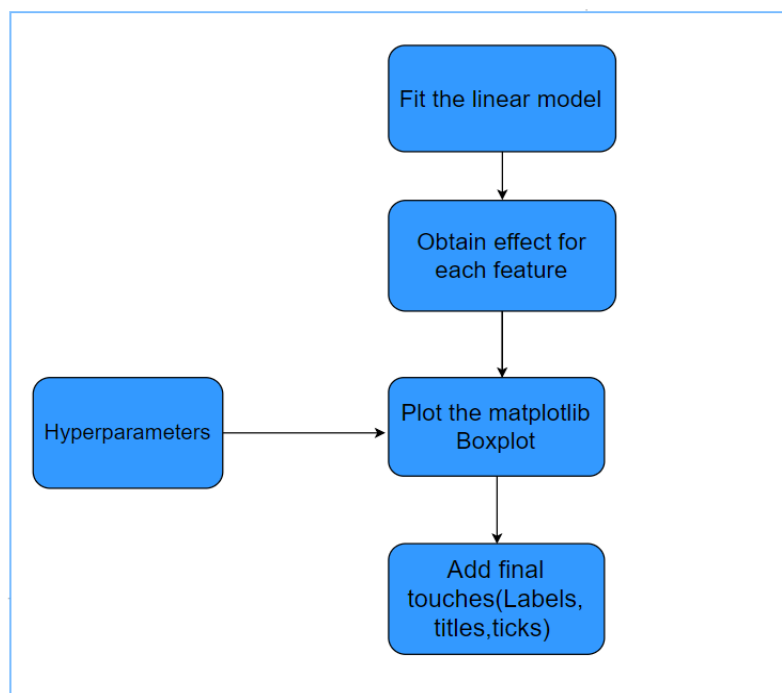 Fit the linear model
Obtain effect for
each feature
Hyperparameters
Plot the matplotlib
Boxplot
Add final
touches(Labels,
titles,ticks)